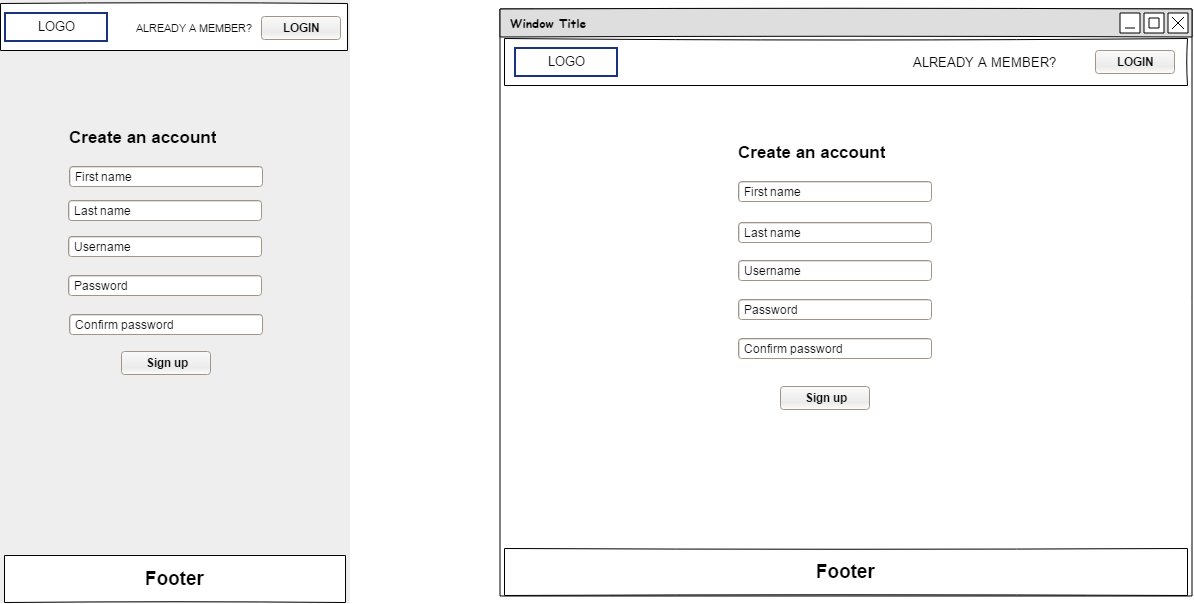 LOGO
ALREADY A MEMBER?
LOGIN
Create an account
First name
Last name
Username
Password
Confirm password
Sign up
Footer
Window Title
LOGO
ALREADY A MEMBER?
LOGIN
Create an account
First name
Last name
Username
Password
Confirm password
Sign up
Footer